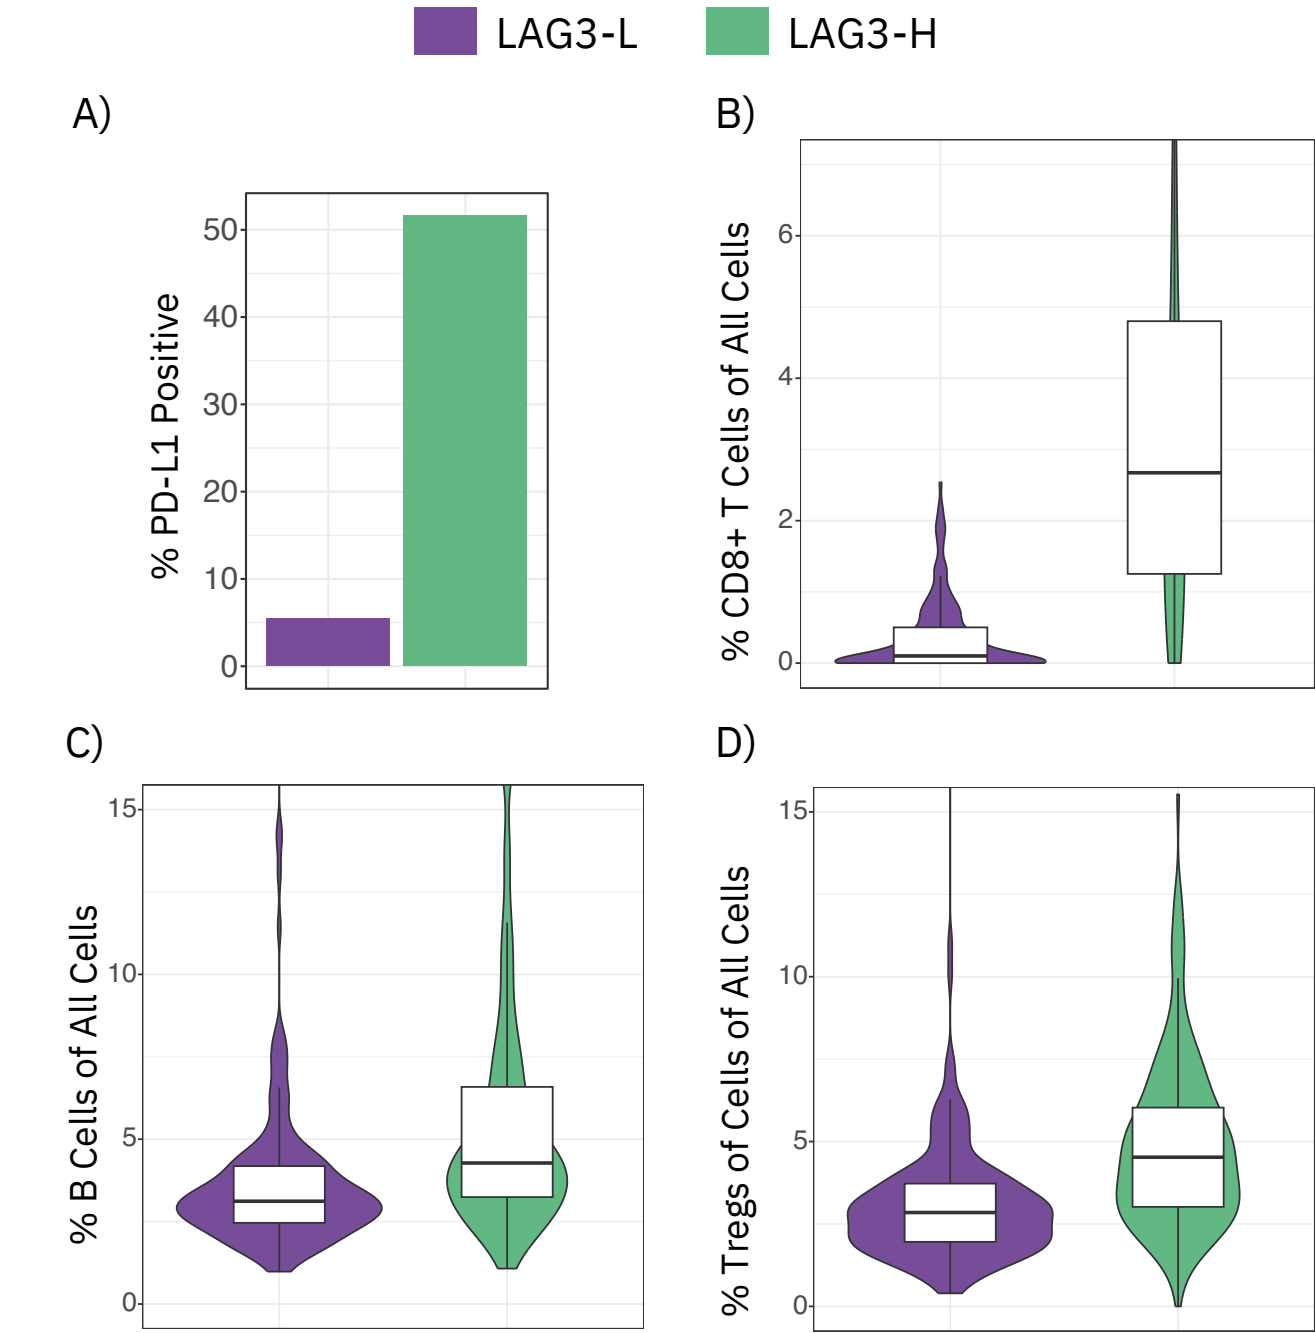 LAG3-L LAG3-H
A)
% PD-L1 Positive
50
40
30
20
10
0
B)
% CD8+ T Cells of All Cells
6
4
2
0
C)
% B Cells of All Cells
15
10
5
0
D)
% Tregs of Cells of All Cells
15
10
5
0